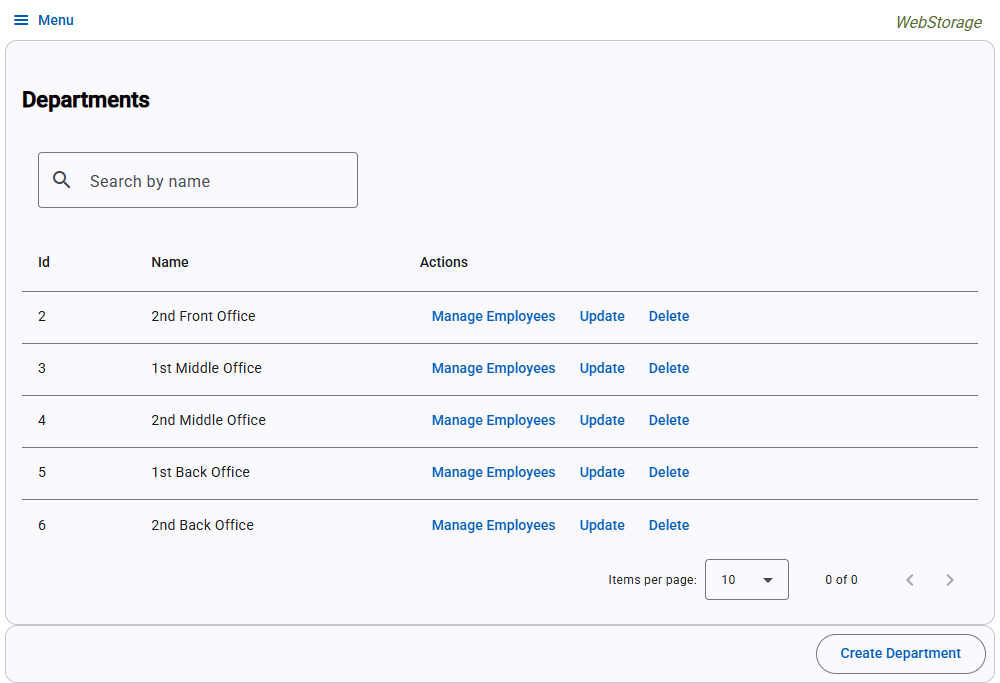 Menu
WebStorage
Departments
Search by name
Id Name Actions
2 2nd Front Office Manage Employees Update Delete
3 1st Middle Office Manage Employees Update Delete
4 2nd Middle Office Manage Employees Update Delete
5 1st Back Office Manage Employees Update Delete
6 2nd Back Office Manage Employees Update Delete
Items per page: 10 0 of 0
Create Department